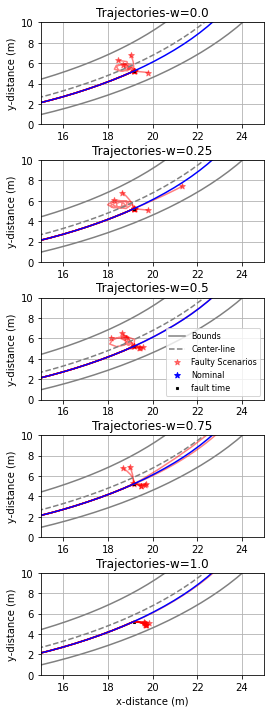 Trajectories-w=0.0
10
8
6
4
2
0
y-distance (m)
16 18 20 22 24
Trajectories-w=0.25
10
8
6
4
2
0
y-distance (m)
16 18 20 22 24
Trajectories-w=0.5
10
8
6
4
2
0
y-distance (m)
Bounds
Center-line
Faulty Scenarios
Nominal
fault time
16 18 20 22 24
Trajectories-w=0.75
10
8
6
4
2
0
y-distance (m)
16 18 20 22 24
Trajectories-w=1.0
10
8
6
4
2
0
y-distance (m)
16 18 20 22 24
x-distance (m)